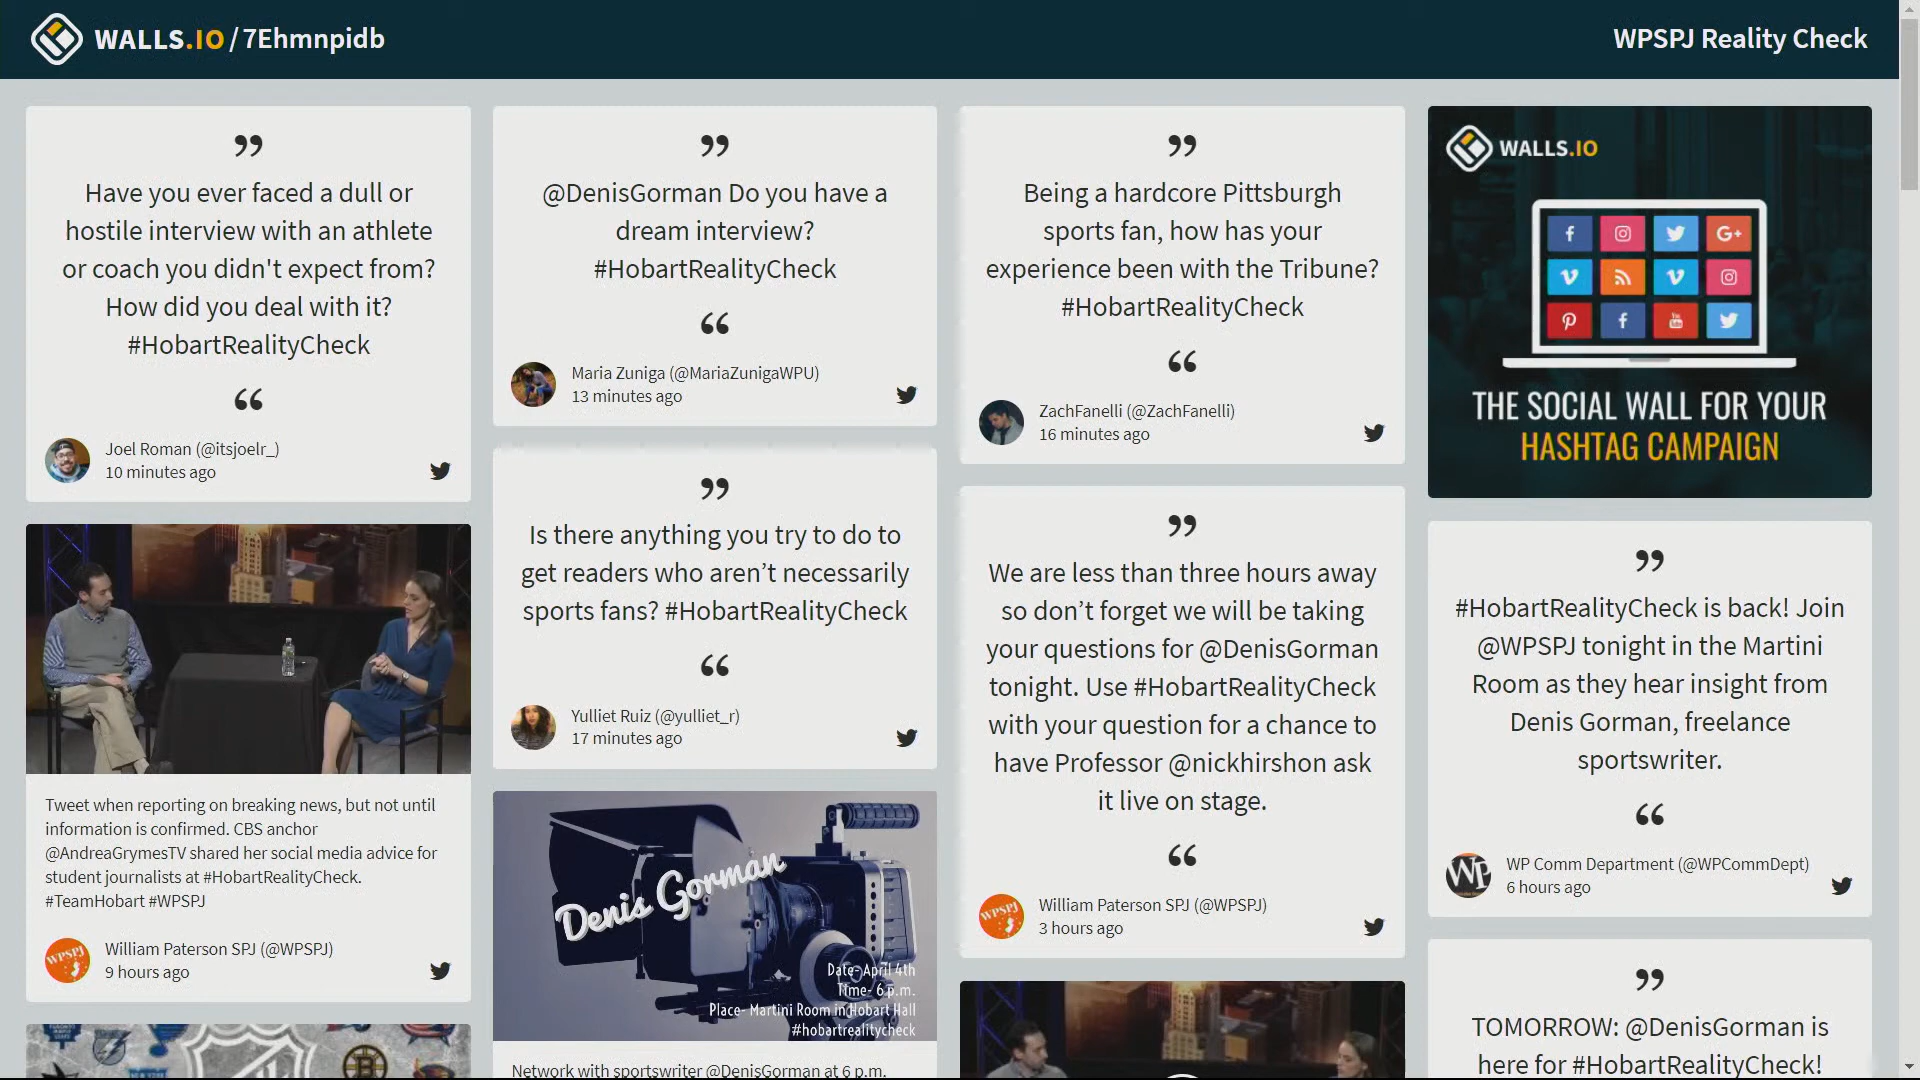 WALLS.IO / 7Ehmnpidb
WPSPJ Reality Check
”
Have you ever faced a dull or
hostile interview with an athlete
or coach you didn't expect from?
How did you deal with it?
#HobartRealityCheck
“
Joel Roman (@itsjoelr_)
10 minutes ago
Tweet when reporting on breaking news, but not until
information is confirmed. CBS anchor
@AndreaGrymesTV shared her social media advice for
student journalists at #HobartRealityCheck.
#TeamHobart #WPSPJ
WPSPJ
William Paterson SPJ (@WPSPJ)
9 hours ago
”
@DenisGorman Do you have a
dream interview?
#HobartRealityCheck
“
Maria Zuniga (@MariaZunigaWPU)
13 minutes ago
”
Is there anything you try to do to
get readers who aren’t necessarily
sports fans? #HobartRealityCheck
“
Yulliet Ruiz (@yulliet_r)
17 minutes ago
Denis Gorman
Date- April 4th
Time- 6 p.m.
Place- Martini Room in Hobart Hall
#hobartrealitycheck
Network with sportswriter @DenisGorman at 6 p.m.
”
Being a hardcore Pittsburgh
sports fan, how has your
experience been with the Tribune?
#HobartRealityCheck
“
ZachFanelli (@ZachFanelli)
16 minutes ago
”
We are less than three hours away
so don’t forget we will be taking
your questions for @DenisGorman
tonight. Use #HobartRealityCheck
with your question for a chance to
have Professor @nickhirshon ask
it live on stage.
“
WPSPJ
William Paterson SPJ (@WPSPJ)
3 hours ago
WALLS.IO
G+
You
THE SOCIAL WALL FOR YOUR
HASHTAG CAMPAIGN
”
#HobartRealityCheck is back! Join
@WPSPJ tonight in the Martini
Room as they hear insight from
Denis Gorman, freelance
sportswriter.
“
WP
WP Comm Department (@WPCommDept)
6 hours ago
”
TOMORROW: @DenisGorman is
here for #HobartRealityCheck!